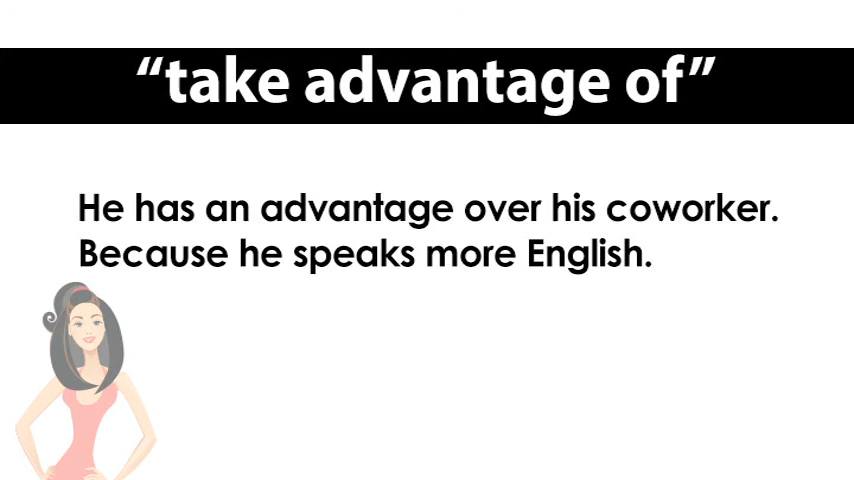 “take advantage of”
He has an advantage over his coworker.
Because he speaks more English.